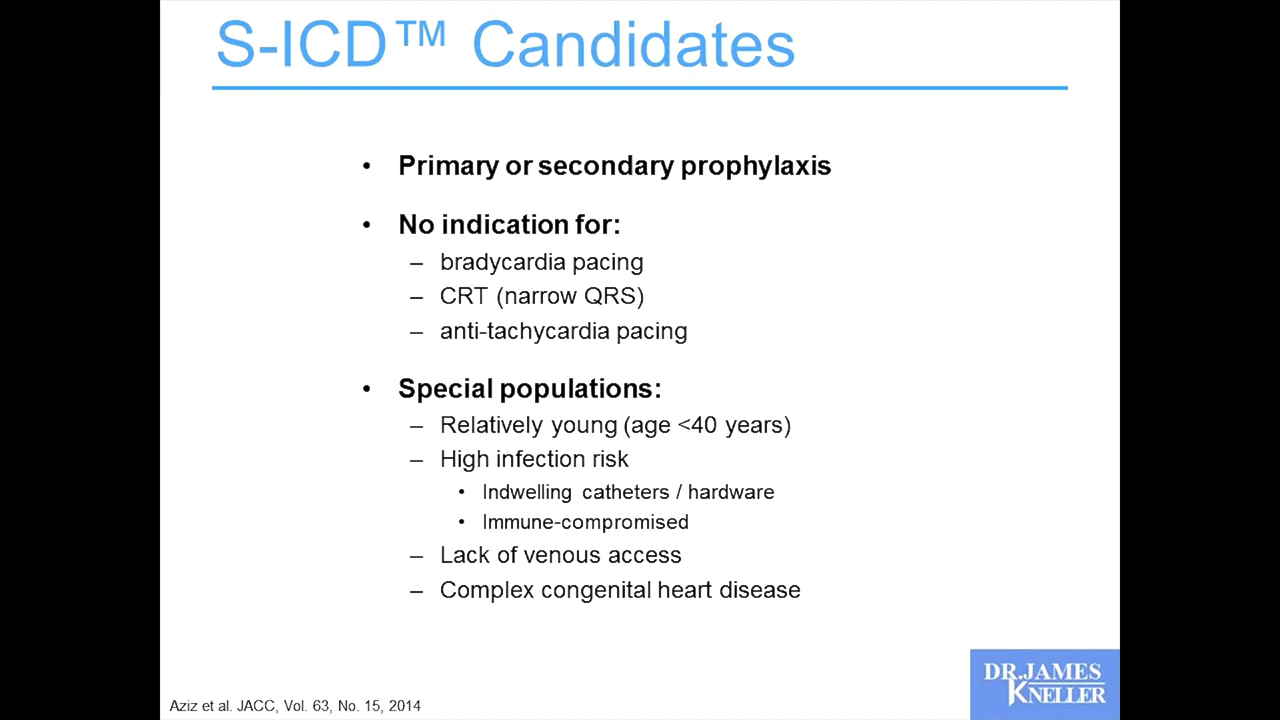 S-ICD™ Candidates
• Primary or secondary prophylaxis
• No indication for:
– bradycardia pacing
– CRT (narrow QRS)
– anti-tachycardia pacing
• Special populations:
– Relatively young (age <40 years)
– High infection risk
• Indwelling catheters / hardware
• Immune-compromised
– Lack of venous access
– Complex congenital heart disease
Aziz et al. JACC, Vol. 63, No. 15, 2014
DR. JAMES
KNELLER